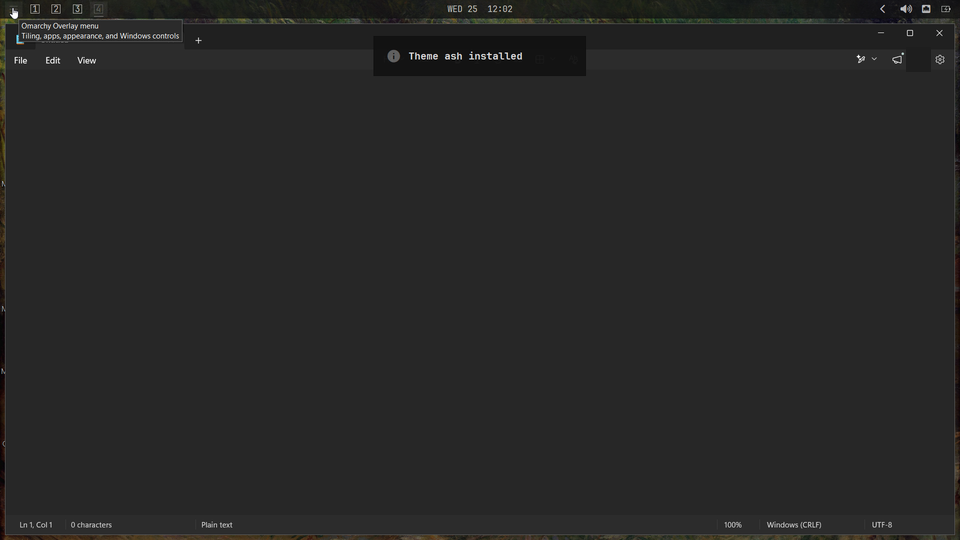 1 2 3 4
WED 25 12:02
Omarchy Overlay menu
Tiling, apps, appearance, and Windows controls
Theme ash installed
File Edit View
Ln 1, Col 1 0 characters Plain text 100% Windows (CRLF) UTF-8